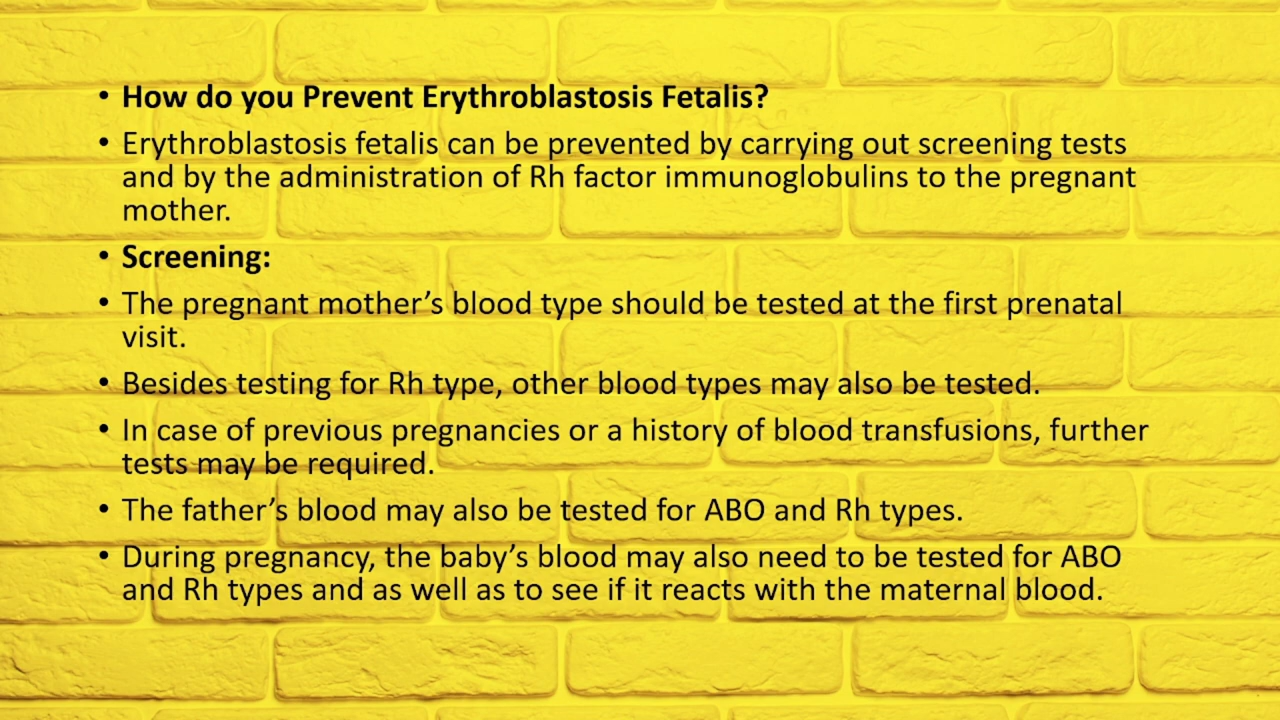 • How do you Prevent Erythroblastosis Fetalis?
• Erythroblastosis fetalis can be prevented by carrying out screening tests
and by the administration of Rh factor immunoglobulins to the pregnant
mother.
• Screening:
• The pregnant mother’s blood type should be tested at the first prenatal
visit.
• Besides testing for Rh type, other blood types may also be tested.
• In case of previous pregnancies or a history of blood transfusions, further
tests may be required.
• The father’s blood may also be tested for ABO and Rh types.
• During pregnancy, the baby’s blood may also need to be tested for ABO
and Rh types and as well as to see if it reacts with the maternal blood.